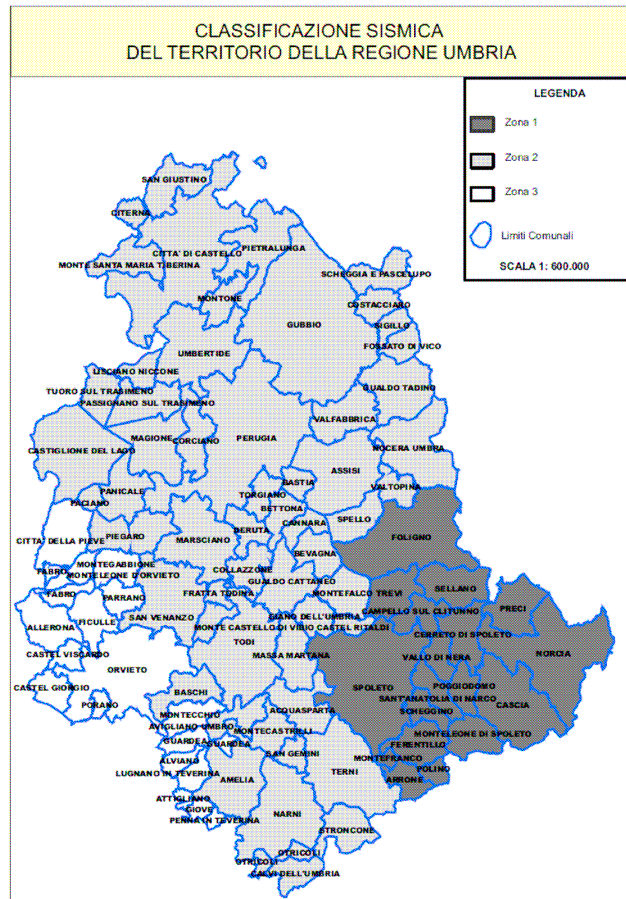 CLASSIFICAZIONE SISMICA
DEL TERRITORIO DELLA REGIONE UMBRIA
LEGENDA
Zona 1
Zona 2
Zona 3
Limiti Comunali
SCALA 1: 600.000
SAN GIUSTINO
CITERNA
CITTA' DI CASTELLO
PIETRALUNGA
MONTE SANTA MARIA TIBERINA
SCHEGGIA E PASCELUPO
MONTONE
COSTACCIARO
GUBBIO
SIGILLO
UMBERTIDE
FOSSATO DI VICO
LISCIANO NICCONE
GUALDO TADINO
TUORO SUL TRASIMENO
PASSIGNANO SUL TRASIMENO
VALFABBRICA
MAGIONE
CORCIANO
PERUGIA
CASTIGLIONE DEL LAGO
NOCERA UMBRA
ASSISI
BASTIA
VALTOPINA
PANICALE
TORGIANO
PACIANO
BETTONA
CANNARA
SPELLO
BERUTA
CITTA' DELLA PIEVE
PIEGARO
MARSCIANO
FOLIGNO
BEVAGNA
MONTEGABBIONE
FABRO
MONTELEONE D'ORVIETO
COLLAZZONE
GUALDO CATTANEO
SELLANO
FABRO
PARRANO
FRATTA TODINA
MONTEFALCO
TREVI
PRECI
ALLERONA
FICULLE
SAN VENANZO
GIANO DELL'UMBRIA
CAMPELLO SUL CLITUNNO
MONTE CASTELLO DI VIBIO
CASTEL RITALDI
CERRETO DI SPOLETO
TODI
CASTEL VISCARDO
MASSA MARTANA
VALLO DI NERA
NORCIA
ORVIETO
CASTEL GIORGIO
BASCHI
SPOLETO
POGGIODOMO
SANT'ANATOLIA DI NARCO
CASCIA
PORANO
SCHEGGINO
MONTECCHIO
ACQUASPARTA
AVIGLIANO UMBRO
MONTECASTRILLI
MONTELEONE DI SPOLETO
GUARDEA
GUARDEA
FERENTILLO
SAN GEMINI
MONTEFRANCO
ALVIANO
TERNI
POLINO
LUGNANO IN TEVERINA
AMELIA
ARRONE
ATTIGLIANO
GIOVE
NARNI
PENNA IN TEVERINA
STRONCONE
OTRICOLI
OTRICOLI
CALVI DELL'UMBRIA